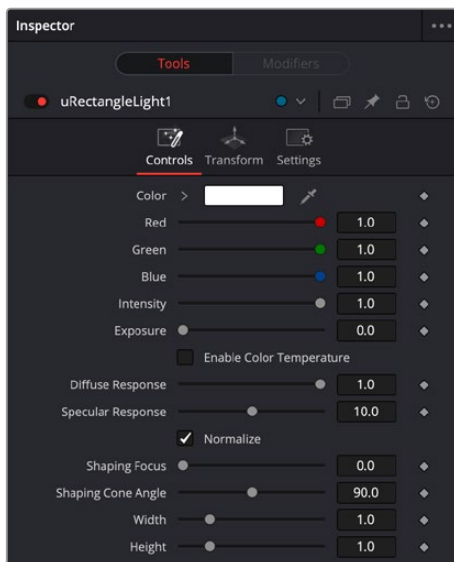 Inspector
Tools Modifiers
uRectangleLight1
Controls Transform Settings
Color
Red 1.0
Green 1.0
Blue 1.0
Intensity 1.0
Exposure 0.0
Enable Color Temperature
Diffuse Response 1.0
Specular Response 10.0
Normalize
Shaping Focus 0.0
Shaping Cone Angle 90.0
Width 1.0
Height 1.0